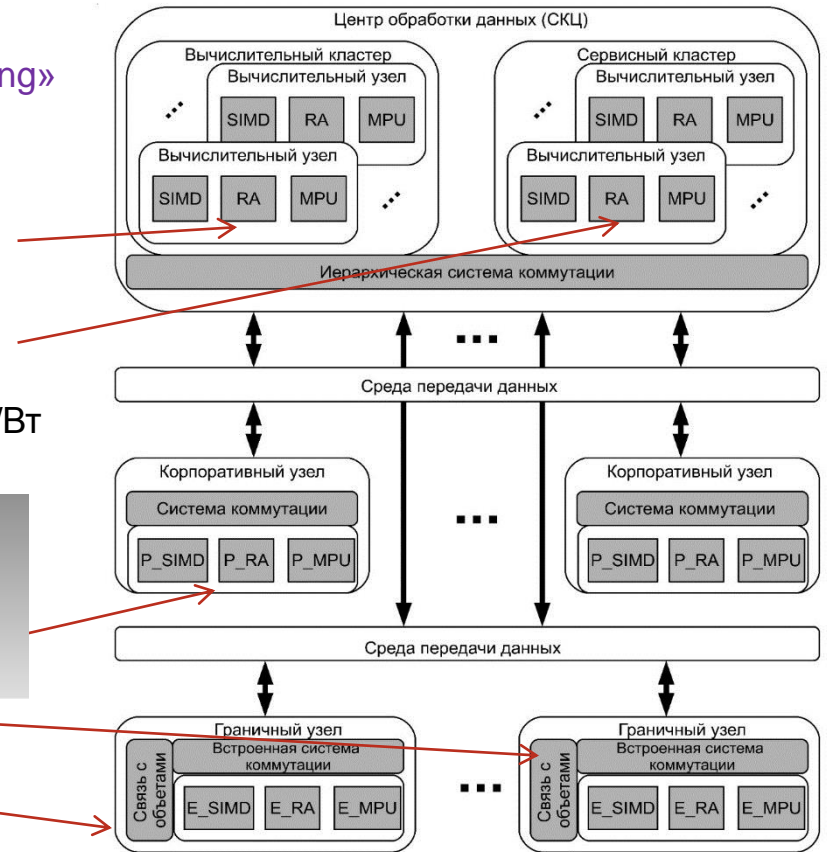 Центр обработки данных (СКЦ)
ng»
Вычислительный кластер
Вычислительный узел
SIMD RA MPU
Вычислительный узел
SIMD RA MPU
Сервисный кластер
Вычислительный узел
SIMD RA MPU
Вычислительный узел
SIMD RA MPU
Иерархическая система коммутации
Среда передачи данных
/Вт
Корпоративный узел
Система коммутации
P_SIMD P_RA P_MPU
Корпоративный узел
Система коммутации
P_SIMD P_RA P_MPU
Среда передачи данных
Граничный узел
Связь с
объетами
Встроенная система
коммутации
E_SIMD E_RA E_MPU
Граничный узел
Связь с
объетами
Встроенная система
коммутации
E_SIMD E_RA E_MPU